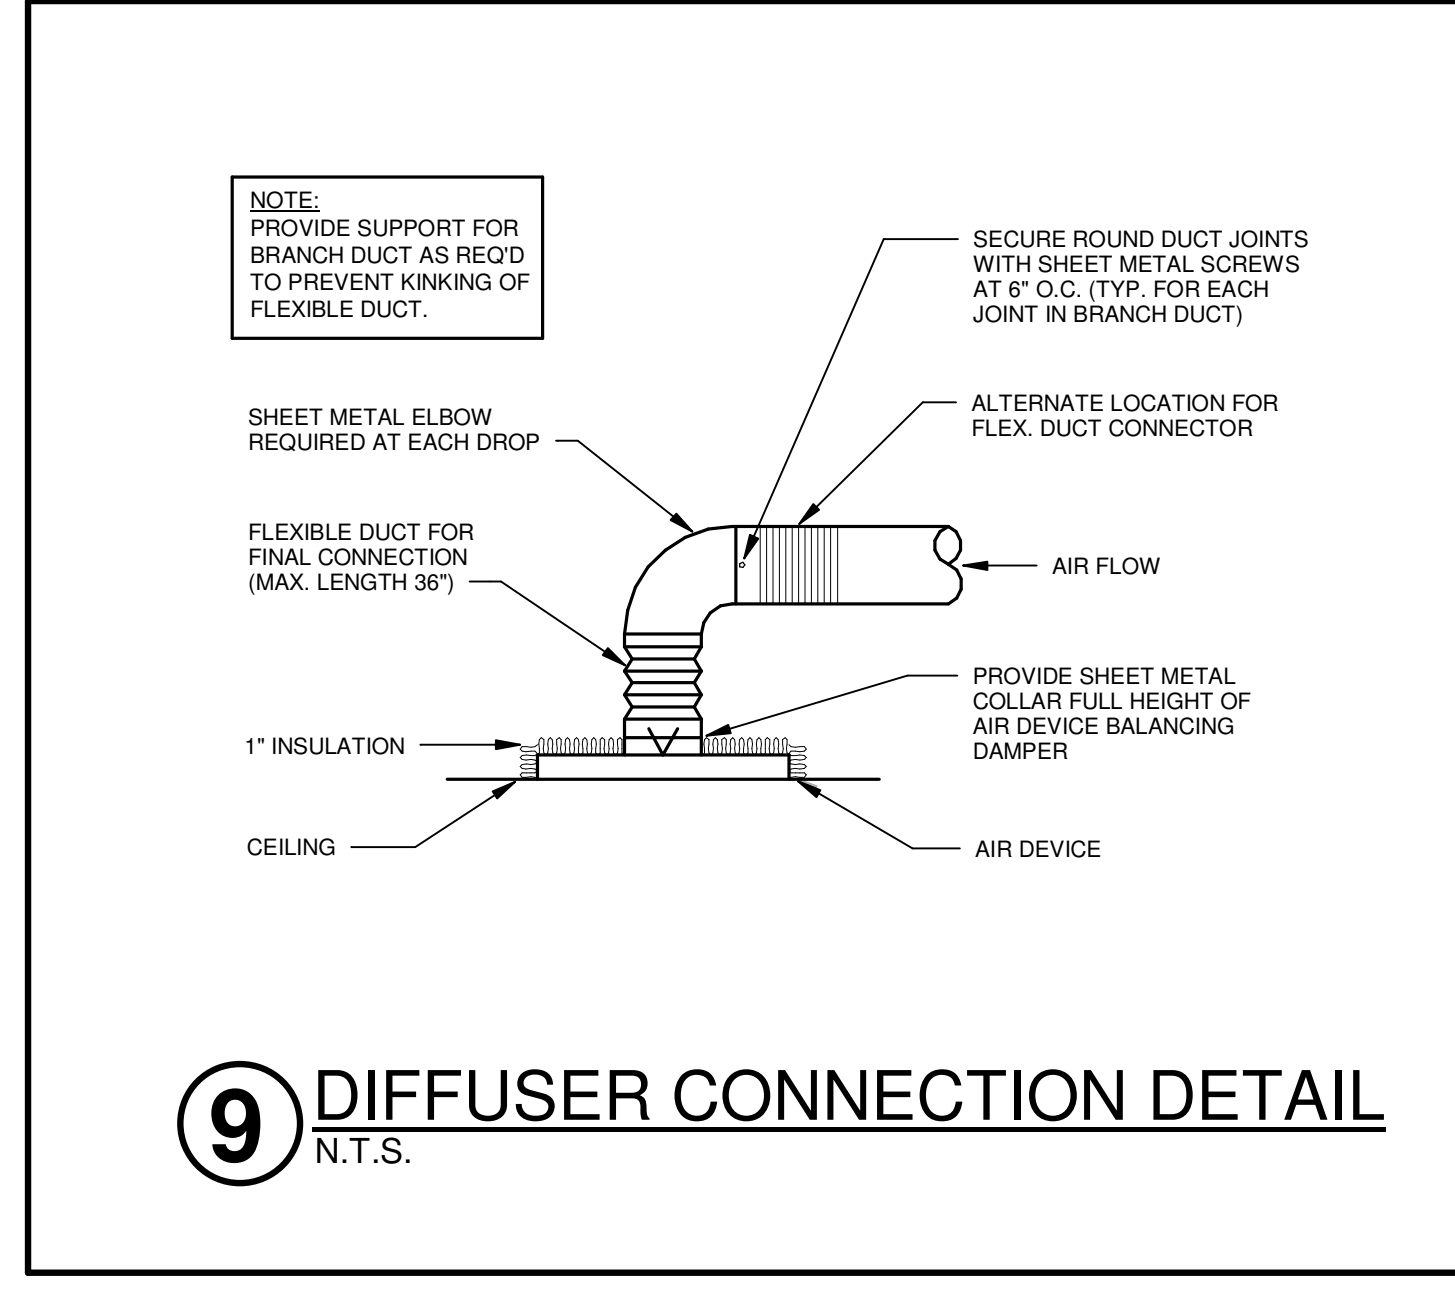 NOTE:
PROVIDE SUPPORT FOR
BRANCH DUCT AS REQ'D
TO PREVENT KINKING OF
FLEXIBLE DUCT.
SECURE ROUND DUCT JOINTS
WITH SHEET METAL SCREWS
AT 6" O.C. (TYP. FOR EACH
JOINT IN BRANCH DUCT)
SHEET METAL ELBOW
REQUIRED AT EACH DROP
ALTERNATE LOCATION FOR
FLEX. DUCT CONNECTOR
FLEXIBLE DUCT FOR
FINAL CONNECTION
(MAX. LENGTH 36")
AIR FLOW
PROVIDE SHEET METAL
COLLAR FULL HEIGHT OF
AIR DEVICE BALANCING
DAMPER
1" INSULATION
CEILING
AIR DEVICE
9
DIFFUSER CONNECTION DETAIL
N.T.S.